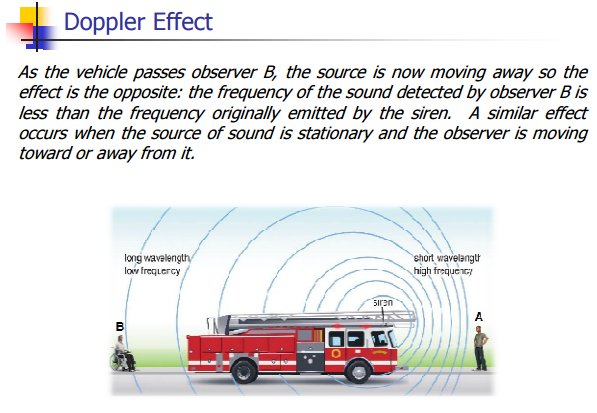 Doppler Effect
As the vehicle passes observer B, the source is now moving away so the
effect is the opposite: the frequency of the sound detected by observer B is
less than the frequency originally emitted by the siren. A similar effect
occurs when the source of sound is stationary and the observer is moving
toward or away from it.
long wavelength
low frequency
short wavelength
high frequency
siren
A
B